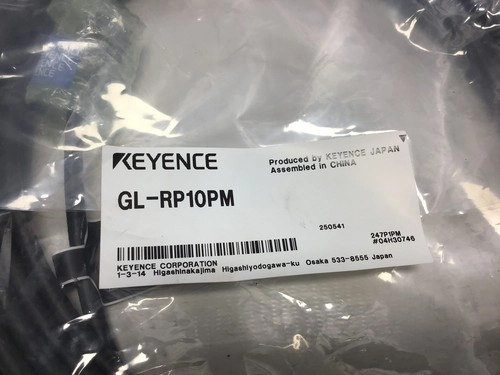 KEYENCE
Produced by KEYENCE JAPAN
Assembled in CHINA
GL-RP10PM
250541
247P1PM
#04H30746
KEYENCE CORPORATION
1-3-14 Higashinakajima Higashiyodogawa-ku Osaka 533-8555 Japan